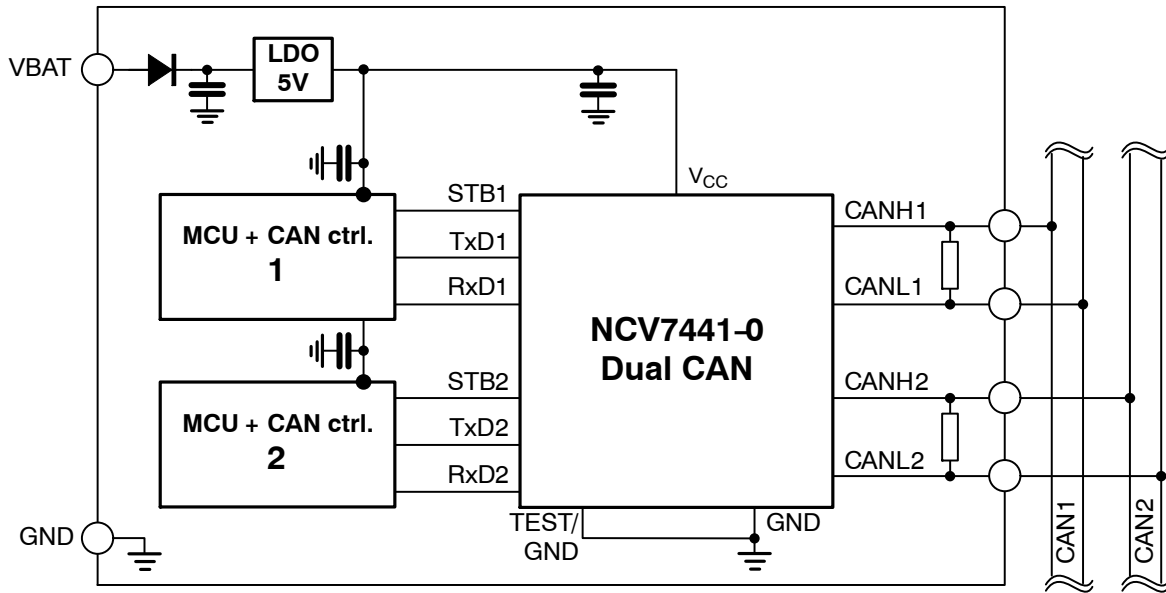 VBAT
LDO
5V
V_CC
MCU + CAN ctrl.
1
STB1
TxD1
RxD1
MCU + CAN ctrl.
2
STB2
TxD2
RxD2
NCV7441-0
Dual CAN
CANH1
CANL1
CANH2
CANL2
TEST/
GND
GND
GND
CAN1
CAN2